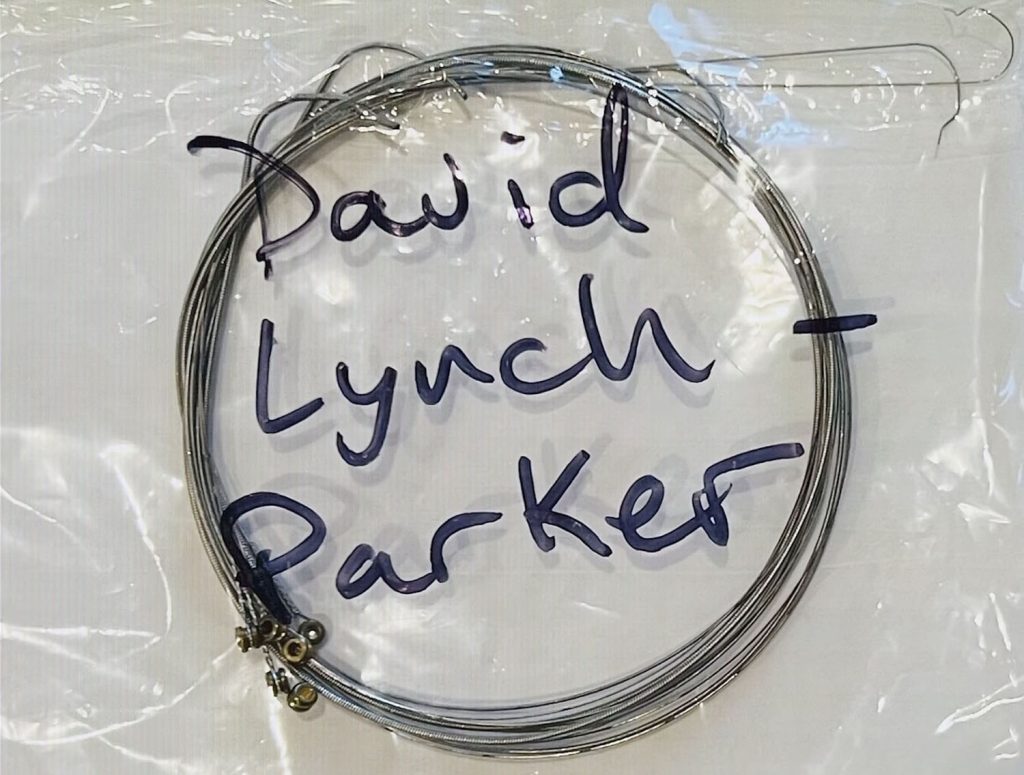 David
Lynch -
Parker